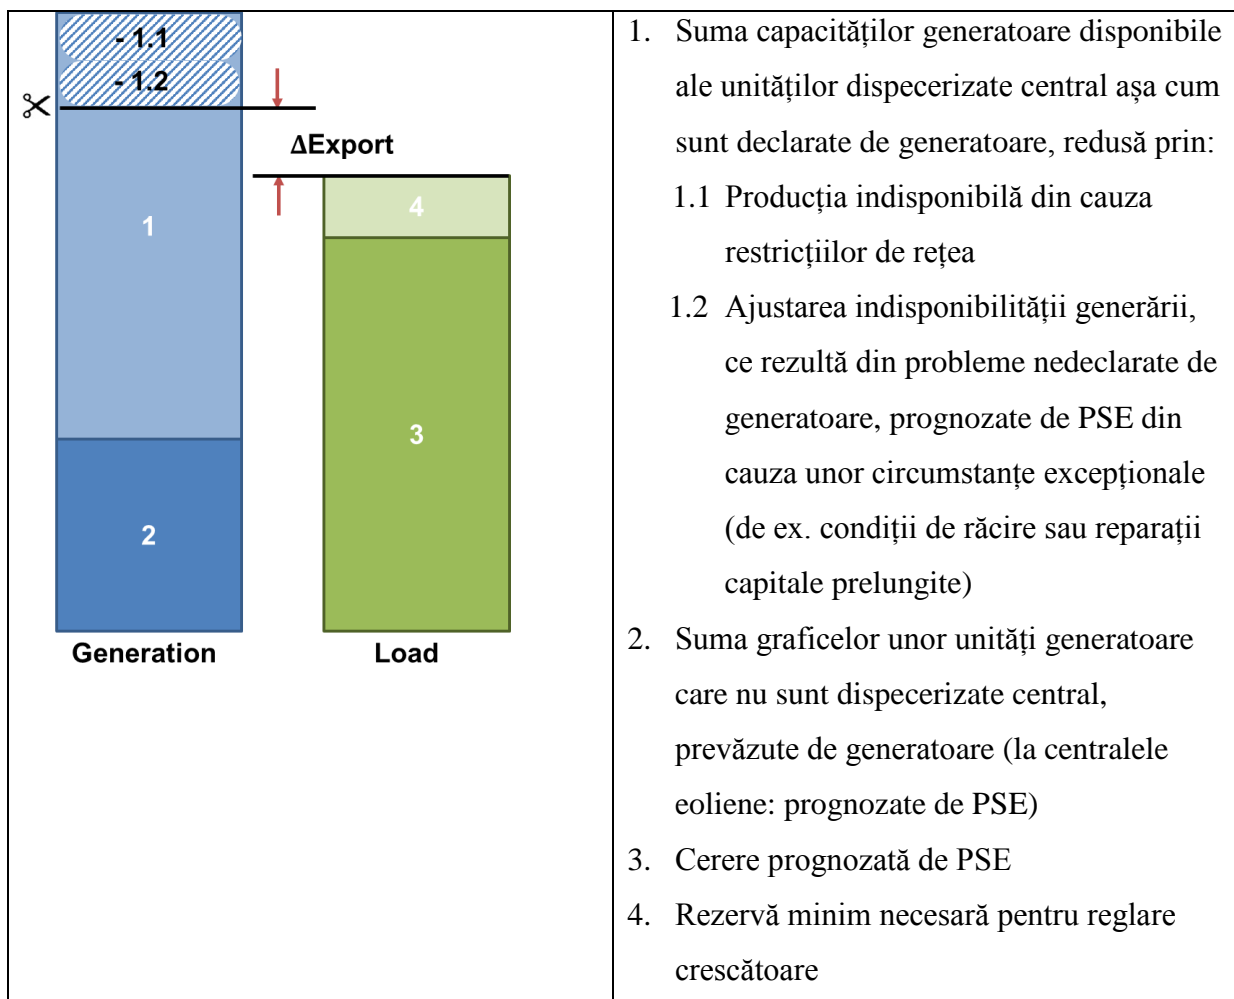 - 1.1
- 1.2
ΔExport
4
1
3
2
Generation
Load
1. Suma capacităților generatoare disponibile
ale unităților dispecerizate central așa cum
sunt declarate de generatoare, redusă prin:
1.1 Producția indisponibilă din cauza
restricțiilor de rețea
1.2 Ajustarea indisponibilității generării,
ce rezultă din probleme nedeclarate de
generatoare, prognozate de PSE din
cauza unor circumstanțe excepționale
(de ex. condiții de răcire sau reparații
capitale prelungite)
2. Suma graficelor unor unități generatoare
care nu sunt dispecerizate central,
prevăzute de generatoare (la centralele
eoliene: prognozate de PSE)
3. Cerere prognozată de PSE
4. Rezervă minim necesară pentru reglare
crescătoare